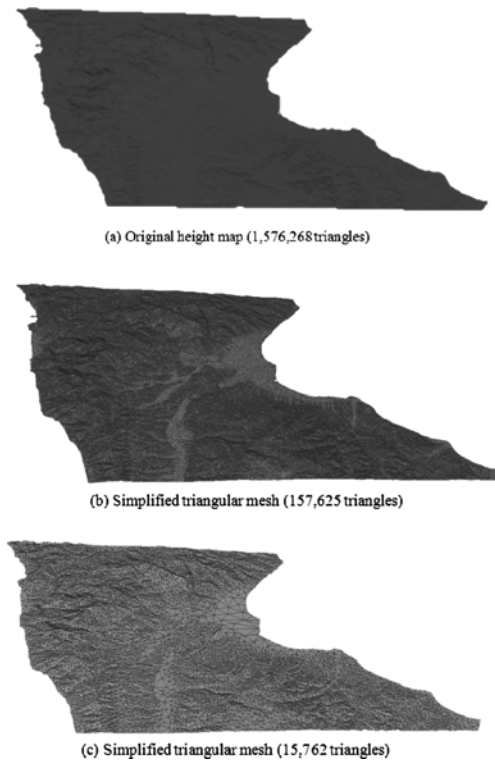 (a) Original height map (1,576,268 triangles)
(b) Simplified triangular mesh (157,625 triangles)
(c) Simplified triangular mesh (15,762 triangles)